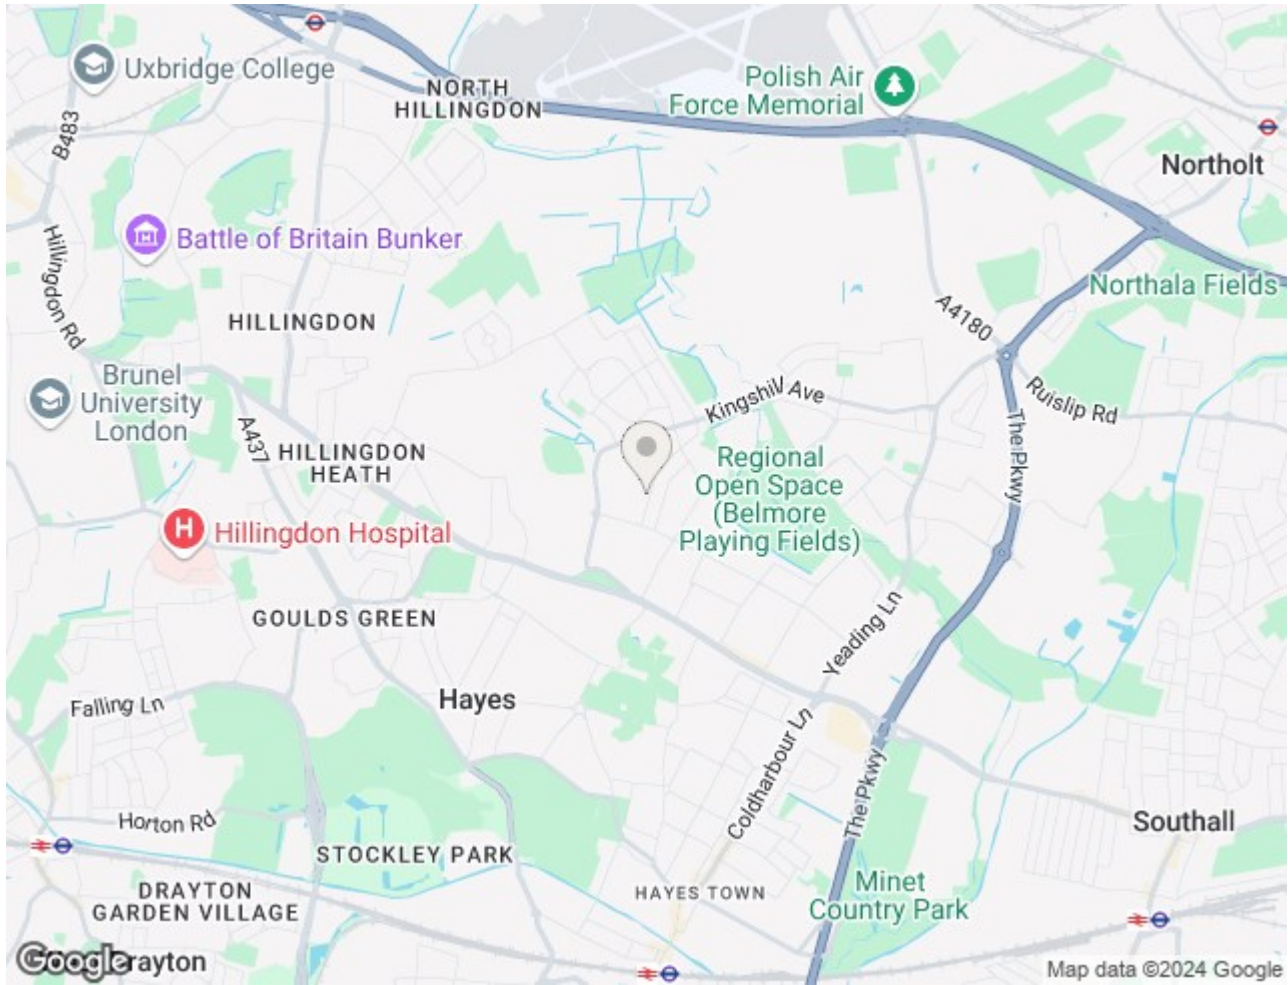 Uxbridge College
NORTH
HILLINGDON
Polish Air
Force Memorial
B483
Northolt
Battle of Britain Bunker
Hillingdon Rd
Northala Fields
HILLINGDON
A4180
Brunel
University
London
Kingshill Ave
Ruislip Rd
A437
HILLINGDON
HEATH
The Pkwy
Regional
Open Space
(Belmore
Playing Fields)
H
Hillingdon Hospital
GOULDS GREEN
Yeading Ln
Hayes
Falling Ln
Coldharbour Ln
The Pkwy
Horton Rd
Southall
STOCKLEY PARK
HAYES TOWN
Minet
Country Park
DRAYTON
GARDEN VILLAGE
Google
Drayton
Map data ©2024 Google